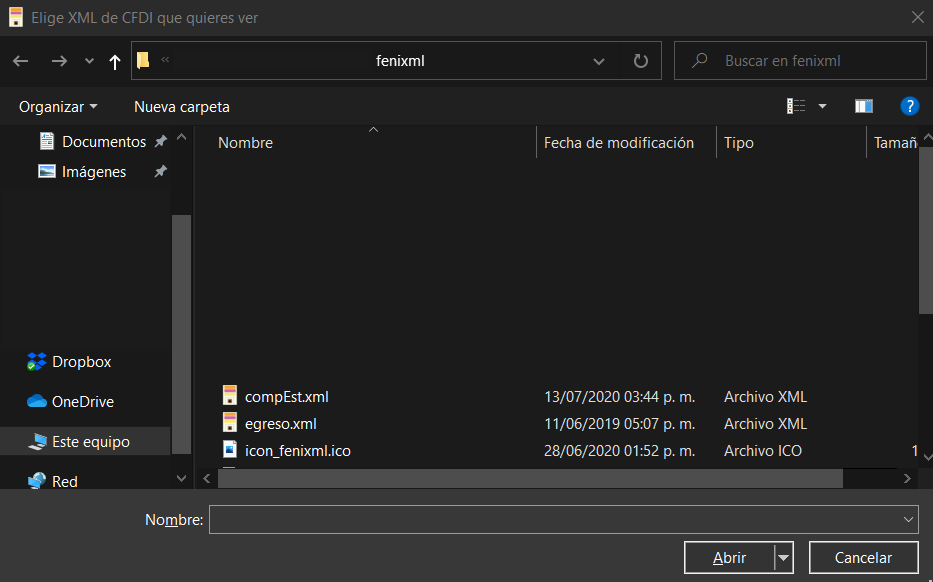 Elige XML de CFDI que quieres ver
« fenixml
Buscar en fenixml
Organizar Nueva carpeta
?
Documentos
Imágenes
Dropbox
OneDrive
Este equipo
Red
Nombre Fecha de modificación Tipo Tamañ
compEst.xml 13/07/2020 03:44 p. m. Archivo XML
egreso.xml 11/06/2019 05:07 p. m. Archivo XML
icon_fenixml.ico 28/06/2020 01:52 p. m. Archivo ICO 1
Nombre:
Abrir Cancelar